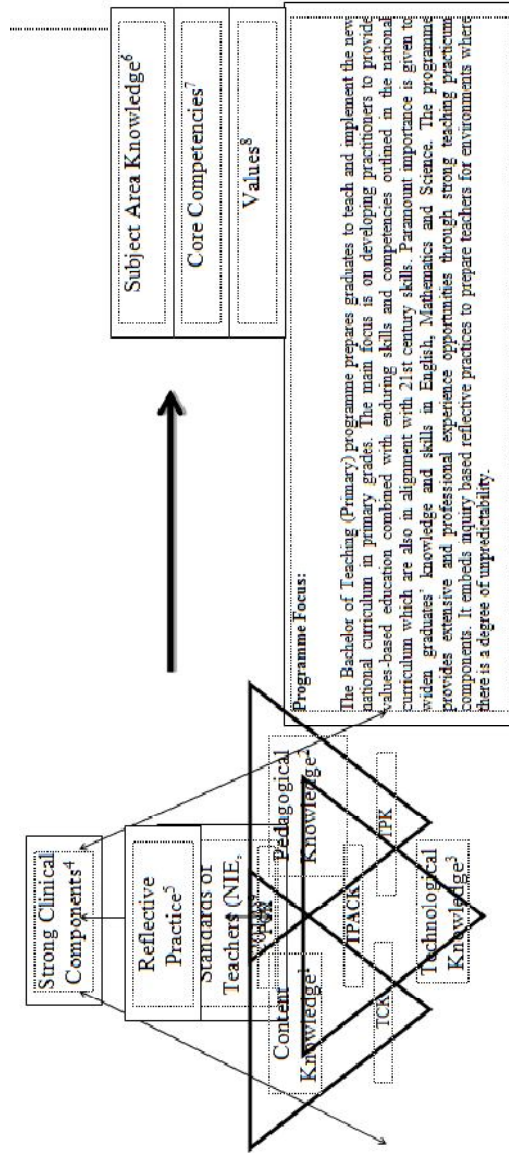 Strong Clinical
Components⁴
Reflective
Practice⁵
Standards of
Teachers (NIE,
Content
Knowledge¹
Pedagogical
Knowledge²
TPACK
TCK
TPK
Technological
Knowledge³
Subject Area Knowledge⁶
Core Competencies⁷
Values⁸
Programme Focus:
The Bachelor of Teaching (Primary) programme prepares graduates to teach and implement the new
national curriculum in primary grades. The main focus is on developing practitioners to provide
values-based education combined with enduring skills and competencies outlined in the national
curriculum which are also in alignment with 21st century skills. Paramount importance is given to
widen graduates' knowledge and skills in English, Mathematics and Science. The programme
provides extensive and professional experience opportunities through strong teaching practicum
components. It embeds inquiry based reflective practices to prepare teachers for environments where
there is a degree of unpredictability.